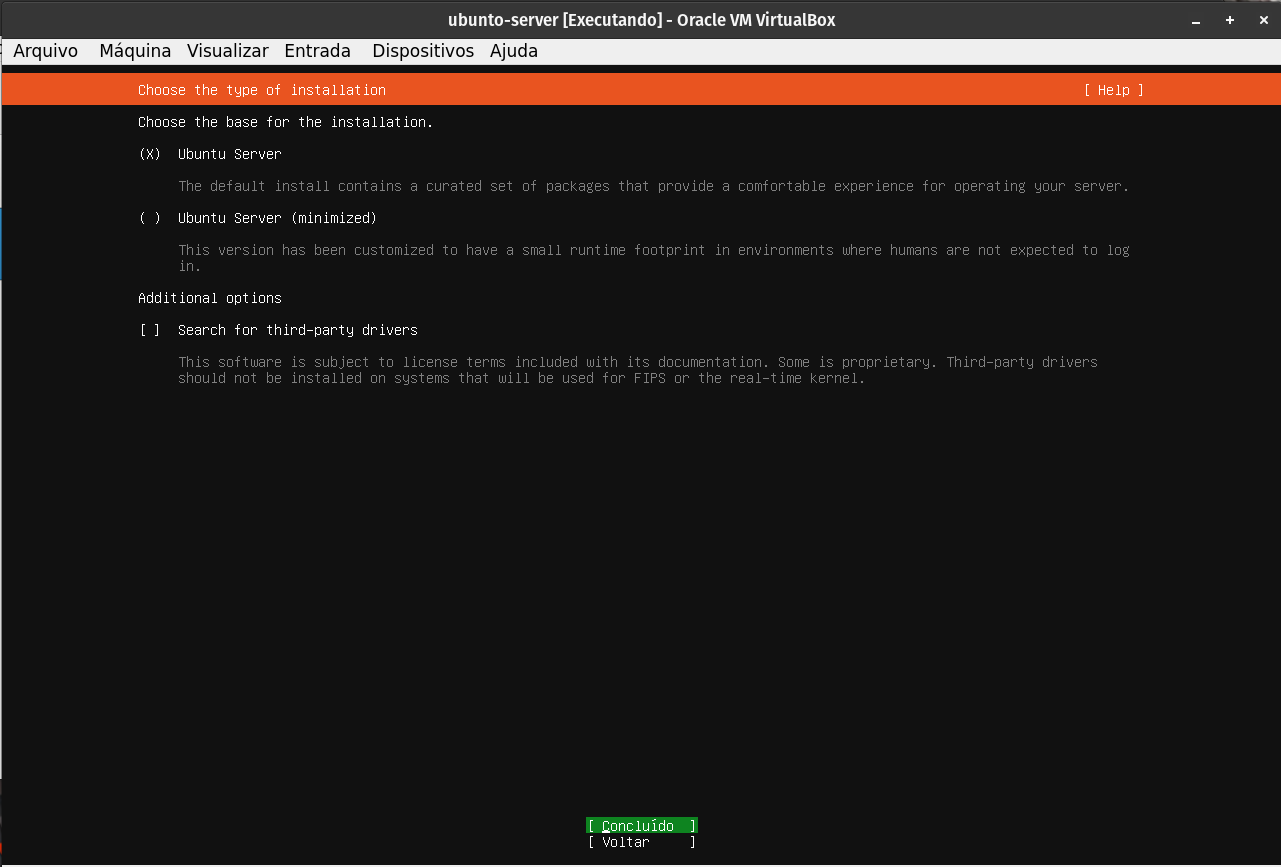 ubunto-server [Executando] - Oracle VM VirtualBox
Arquivo Máquina Visualizar Entrada Dispositivos Ajuda
Choose the type of installation [ Help ]
Choose the base for the installation.
(X) Ubuntu Server
The default install contains a curated set of packages that provide a comfortable experience for operating your server.
( ) Ubuntu Server (minimized)
This version has been customized to have a small runtime footprint in environments where humans are not expected to log
in.
Additional options
[ ] Search for third-party drivers
This software is subject to license terms included with its documentation. Some is proprietary. Third-party drivers
should not be installed on systems that will be used for FIPS or the real-time kernel.
[ Concluído ]
[ Voltar ]